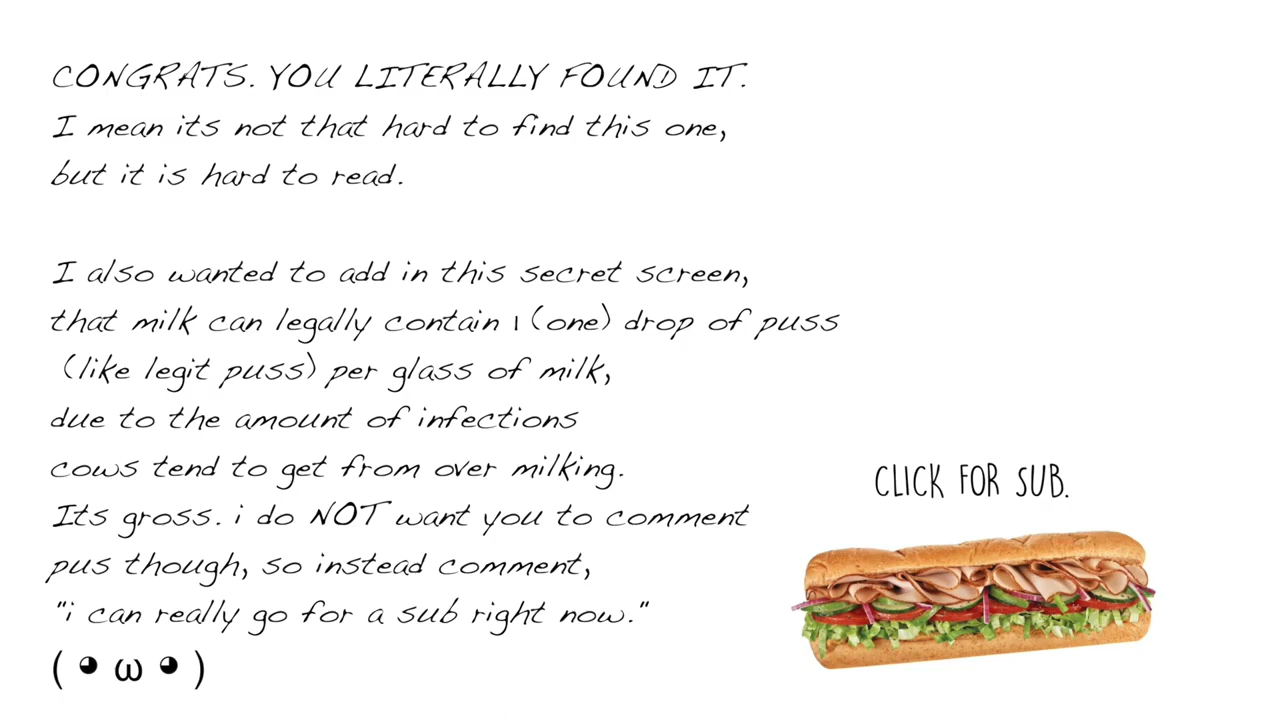 CONGRATS. YOU LITERALLY FOUND IT.
I mean its not that hard to find this one,
but it is hard to read.
I also wanted to add in this secret screen,
that milk can legally contain 1 (one) drop of puss
(like legit puss) per glass of milk,
due to the amount of infections
cows tend to get from over milking.
Its gross. i do NOT want you to comment
pus though, so instead comment,
"i can really go for a sub right now."
( ◕ ω ◕ )
CLICK FOR SUB.